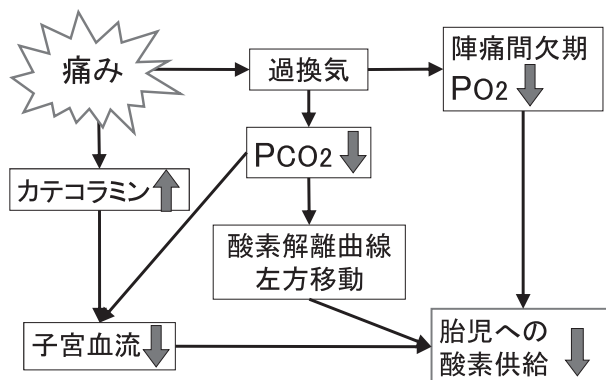 痛み
過換気
陣痛間欠期
PO2
PCO2
カテコラミン
酸素解離曲線
左方移動
子宮血流
胎児への
酸素供給